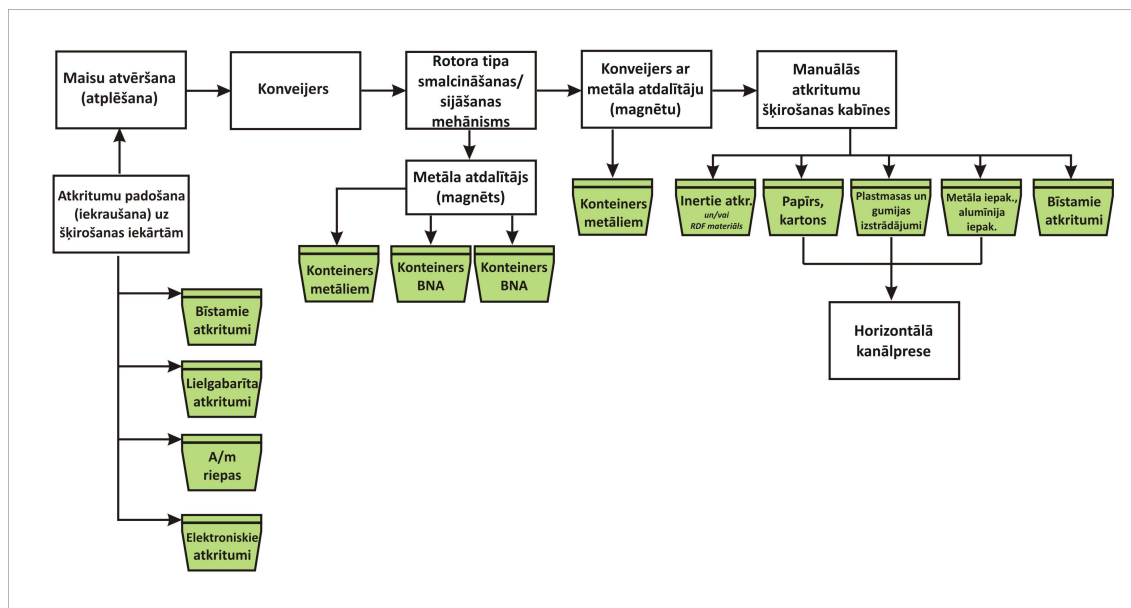 Maisu atvēršana
(atplēšana)
Konveijers
Rotora tipa
smalcināšanas/
sijāšanas
mehānisms
Konveijers ar
metāla atdalītāju
(magnētu)
Manuālās
atkritumu
šķirošanas kabīnes
Atkritumu padošana
(iekraušana) uz
šķirošanas iekārtām
Metāla atdalītājs
(magnēts)
Konteiners
metāliem
Konteiners
BNA
Konteiners
BNA
Konteiners
metāliem
Inertie atkr.
un/vai
RDF materiāls
Papīrs,
kartons
Plastmasas un
gumijas
izstrādājumi
Metāla iepak.,
alumīnija
iepak.
Bīstamie
atkritumi
Horizontālā
kanālprese
Bīstamie
atkritumi
Lielgabarīta
atkritumi
A/m
riepas
Elektroniskie
atkritumi